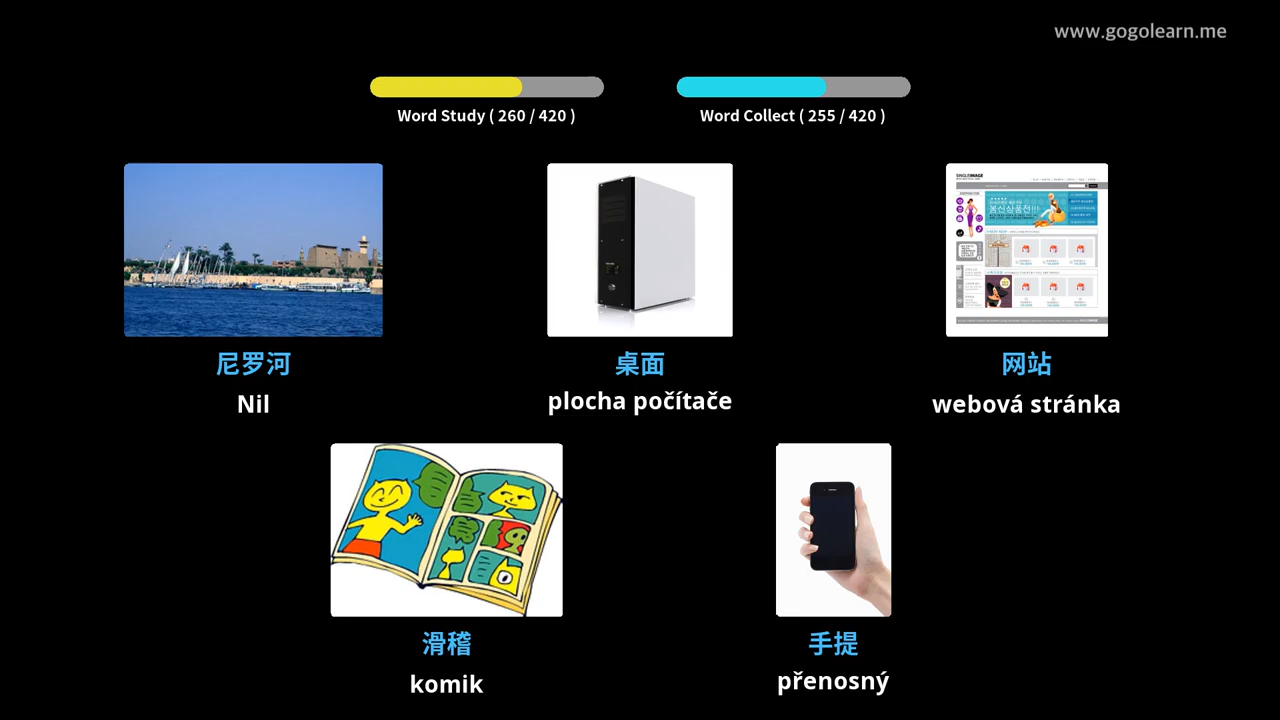 www.gogolearn.me
Word Study ( 260 / 420 )
Word Collect ( 255 / 420 )
尼罗河
Nil
桌面
plocha počítače
网站
webová stránka
滑稽
komik
手提
přenosný